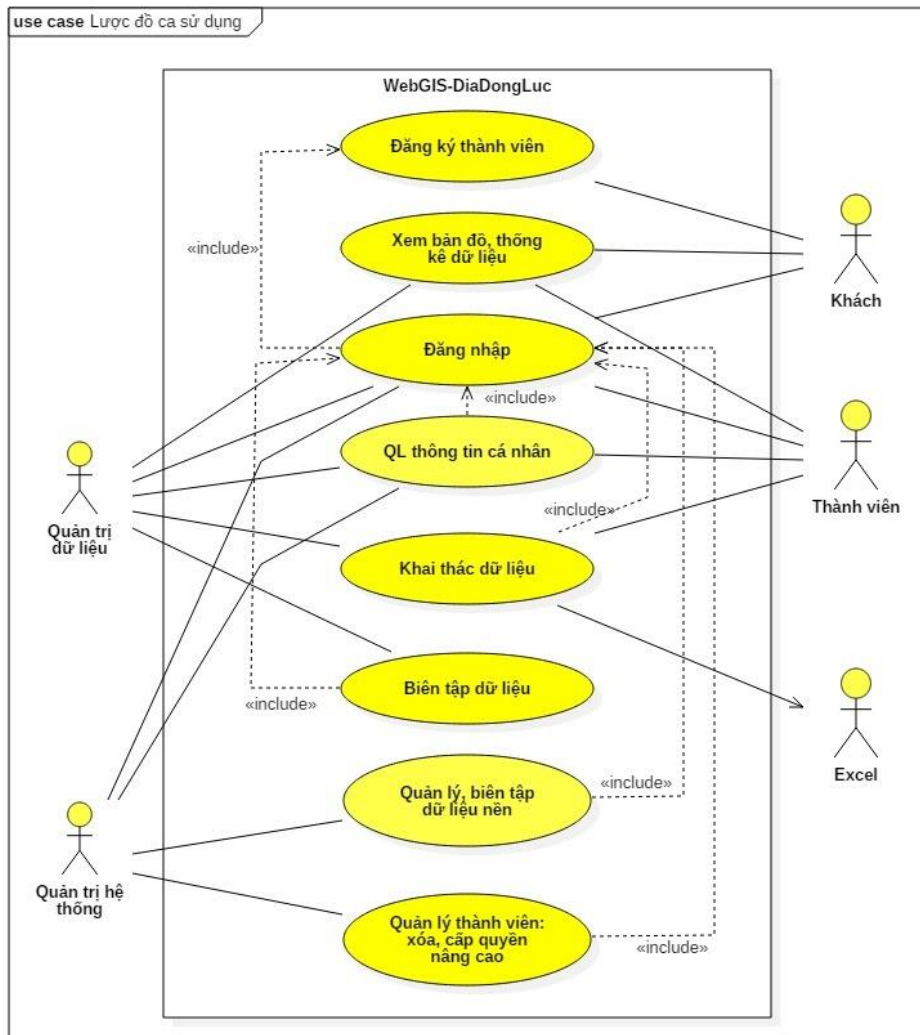 use case Lược đồ ca sử dụng
WebGIS-DiaDongLuc
Đăng ký thành viên
«include»
Xem bản đồ, thống
kê dữ liệu
Khách
Đăng nhập
«include»
QL thông tin cá nhân
Quản trị
dữ liệu
Thành viên
«include»
Khai thác dữ liệu
Biên tập dữ liệu
«include»
Excel
Quản lý, biên tập
dữ liệu nền
«include»
Quản trị hệ
thống
Quản lý thành viên:
xóa, cấp quyền
nâng cao
«include»